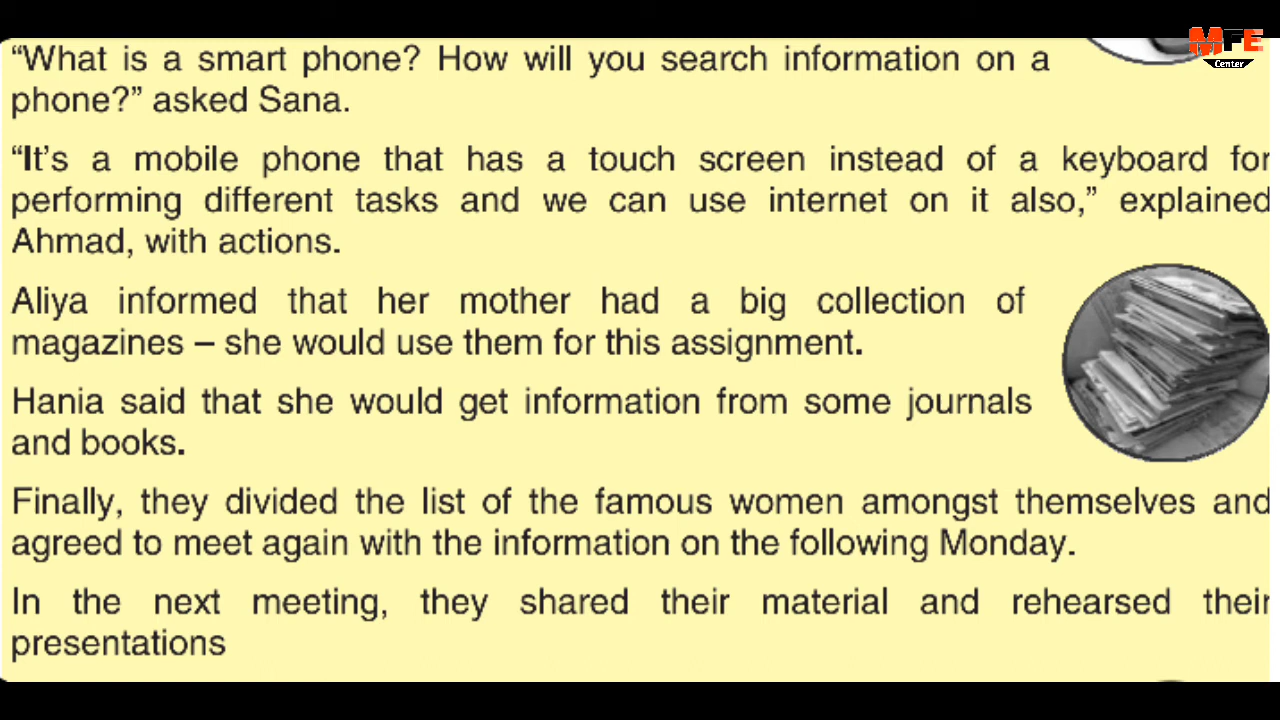 MFE
Center
“What is a smart phone? How will you search information on a
phone?” asked Sana.
“It’s a mobile phone that has a touch screen instead of a keyboard for
performing different tasks and we can use internet on it also,” explained
Ahmad, with actions.
Aliya informed that her mother had a big collection of
magazines – she would use them for this assignment.
Hania said that she would get information from some journals
and books.
Finally, they divided the list of the famous women amongst themselves and
agreed to meet again with the information on the following Monday.
In the next meeting, they shared their material and rehearsed their
presentations